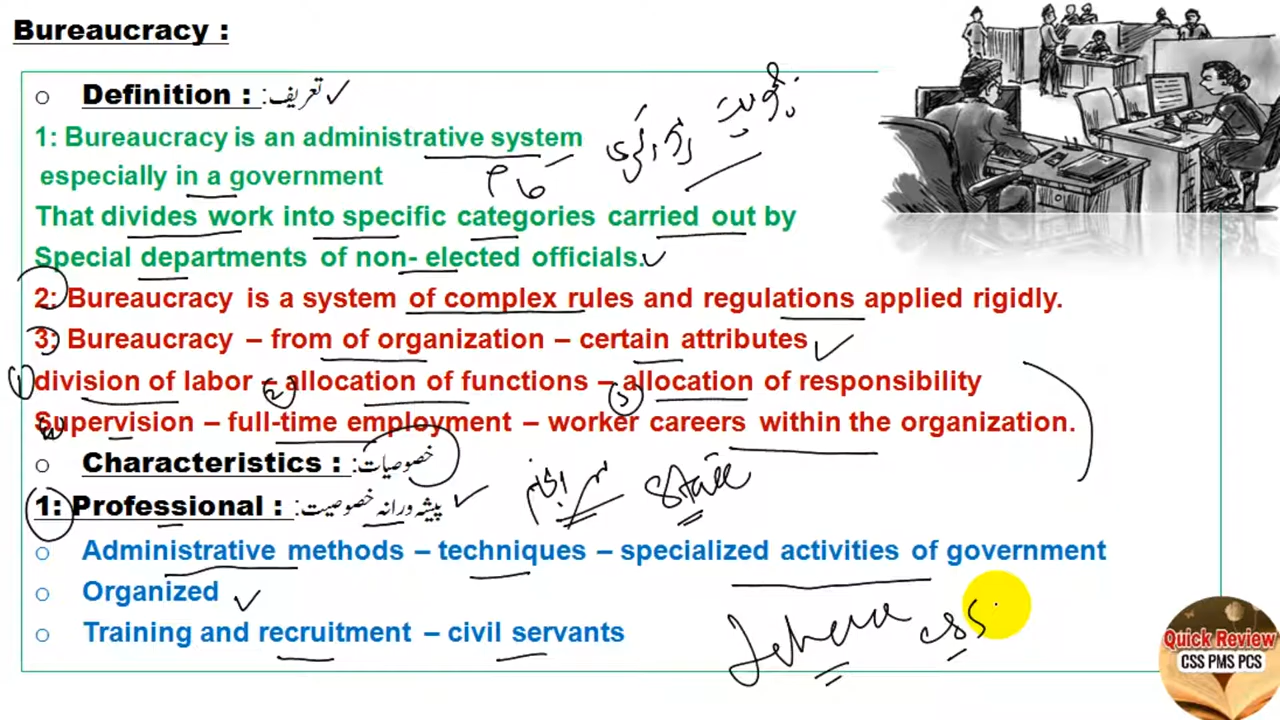 Bureaucracy :
Definition : تعریف:
1: Bureaucracy is an administrative system
especially in a government
That divides work into specific categories carried out by
Special departments of non- elected officials.
2: Bureaucracy is a system of complex rules and regulations applied rigidly.
3: Bureaucracy – from of organization – certain attributes
division of labor – allocation of functions – allocation of responsibility
Supervision – full-time employment – worker careers within the organization.
Characteristics : خصوصیات:
1: Professional : پیشہ ورانہ خصوصیت:
State
Administrative methods – techniques – specialized activities of government
Organized
css
Training and recruitment – civil servants
Quick Review
CSS PMS PCS